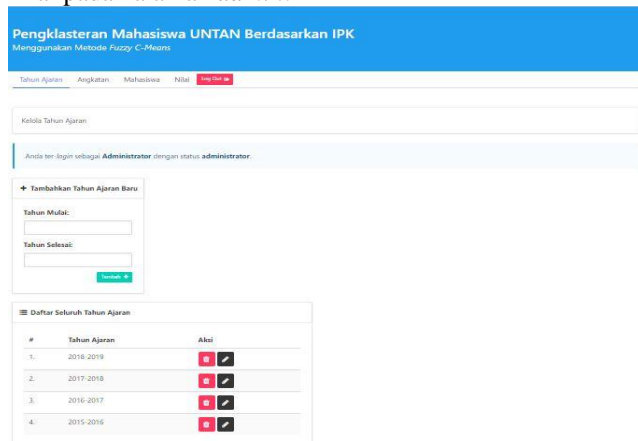 Pengklasteran Mahasiswa UNTAN Berdasarkan IPK
Menggunakan Metode Fuzzy C-Means
Tahun Ajaran Angkatan Mahasiswa Nilai Log Out
Kelola Tahun Ajaran
Anda ter-login sebagai Administrator dengan status administrator.
+ Tambahkan Tahun Ajaran Baru
Tahun Mulai:
Tahun Selesai:
Tambah +
Daftar Seluruh Tahun Ajaran
# Tahun Ajaran Aksi
1. 2018-2019
2. 2017-2018
3. 2016-2017
4. 2015-2016